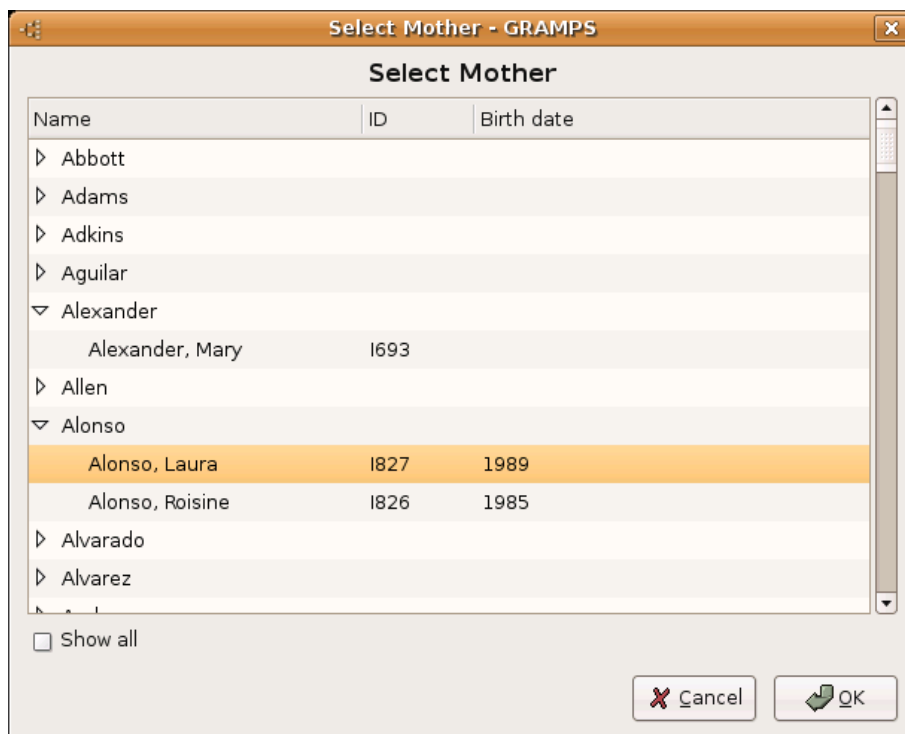 Select Mother - GRAMPS
Select Mother
Name ID Birth date
Abbott
Adams
Adkins
Aguilar
Alexander
Alexander, Mary I693
Allen
Alonso
Alonso, Laura I827 1989
Alonso, Roisine I826 1985
Alvarado
Alvarez
Show all
Cancel OK